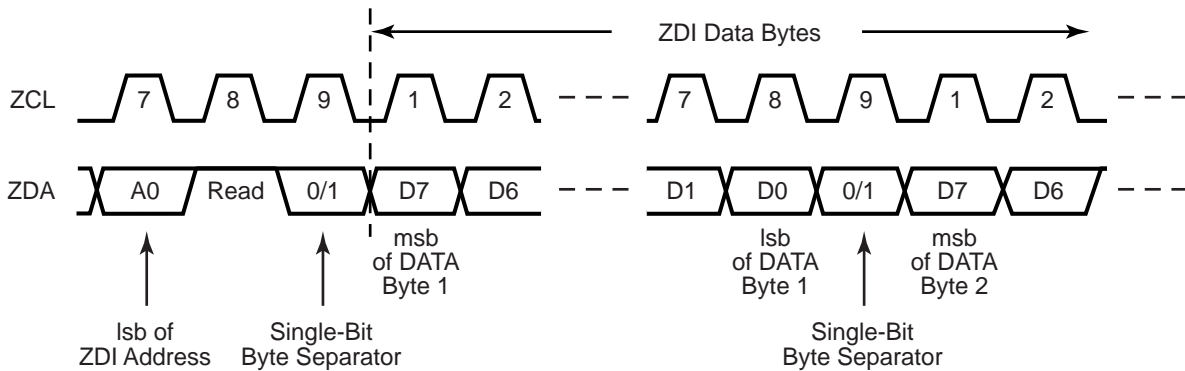 ZDI Data Bytes
ZCL 7 8 9 1 2 7 8 9 1 2
ZDA A0 Read 0/1 D7 D6 D1 D0 0/1 D7 D6
msb
of DATA
Byte 1
lsb
of DATA
Byte 1
msb
of DATA
Byte 2
lsb of
ZDI Address
Single-Bit
Byte Separator
Single-Bit
Byte Separator